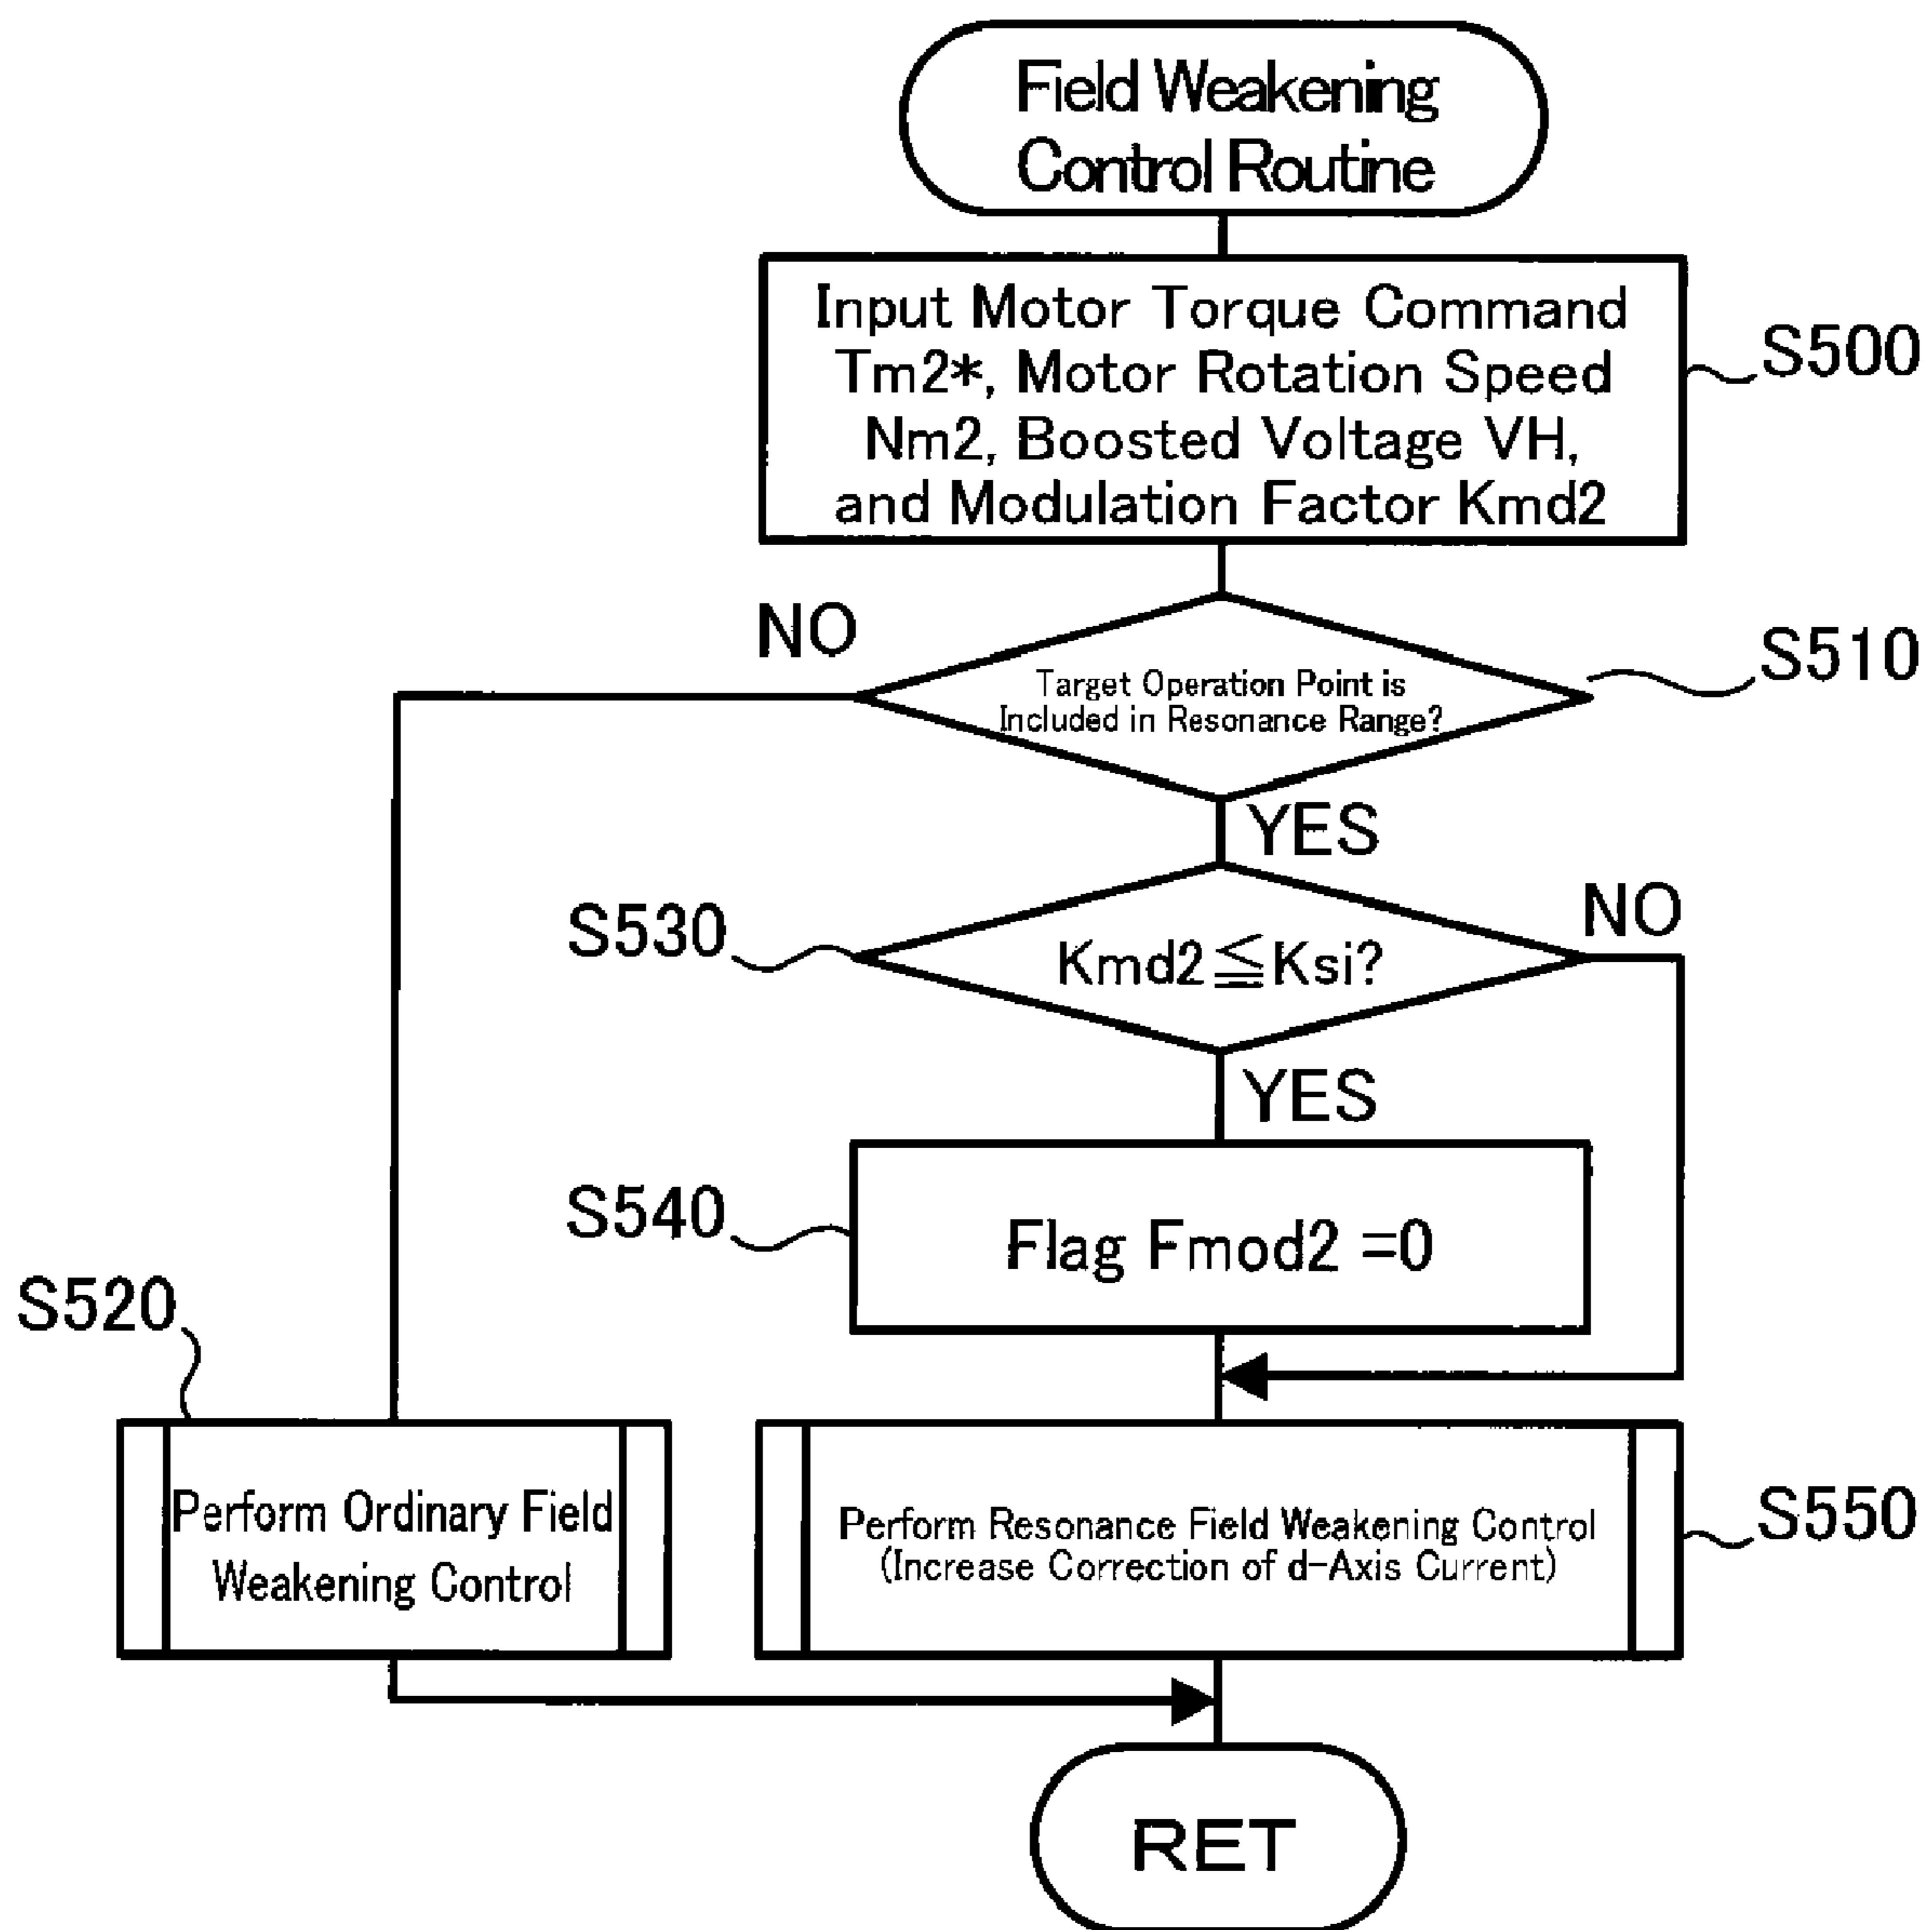 Field Weakening
Control Routine
Input Motor Torque Command
Tm2*, Motor Rotation Speed
Nm2, Boosted Voltage VH,
and Modulation Factor Kmd2
S500
NO
Target Operation Point is
Included in Resonance Range?
S510
YES
S530
Kmd2≦Ksi?
NO
YES
S540
Flag Fmod2 =0
S520
Perform Ordinary Field
Weakening Control
Perform Resonance Field Weakening Control
(Increase Correction of d-Axis Current)
S550
RET